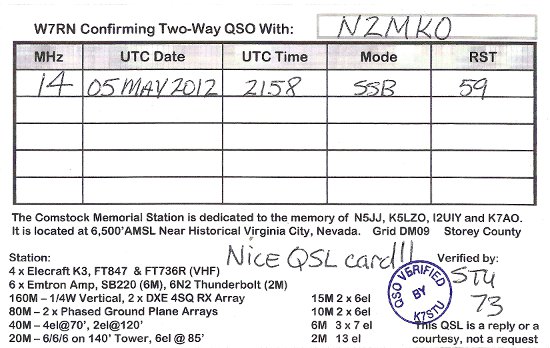 W7RN Confirming Two-Way QSO With: N2MKO
MHz UTC Date UTC Time Mode RST
14 05 MAY 2012 2158 SSB 59
The Comstock Memorial Station is dedicated to the memory of N5JJ, K5LZO, I2UIY and K7AO.
It is located at 6,500'AMSL Near Historical Virginia City, Nevada. Grid DM09 Storey County
Nice QSL card!!
Station: Verified by:
4 x Elecraft K3, FT847 & FT736R (VHF) STU
6 x Emtron Amp, SB220 (6M), 6N2 Thunderbolt (2M) 73
160M – 1/4W Vertical, 2 x DXE 4SQ RX Array 15M 2 x 6el
80M – 2 x Phased Ground Plane Arrays 10M 2 x 6el
40M – 4el@70', 2el@120' 6M 3 x 7 el This QSL is a reply or a
20M – 6/6/6 on 140' Tower, 6el @ 85' 2M 13 el courtesy, not a request
QSO VERIFIED
BY
K7STU